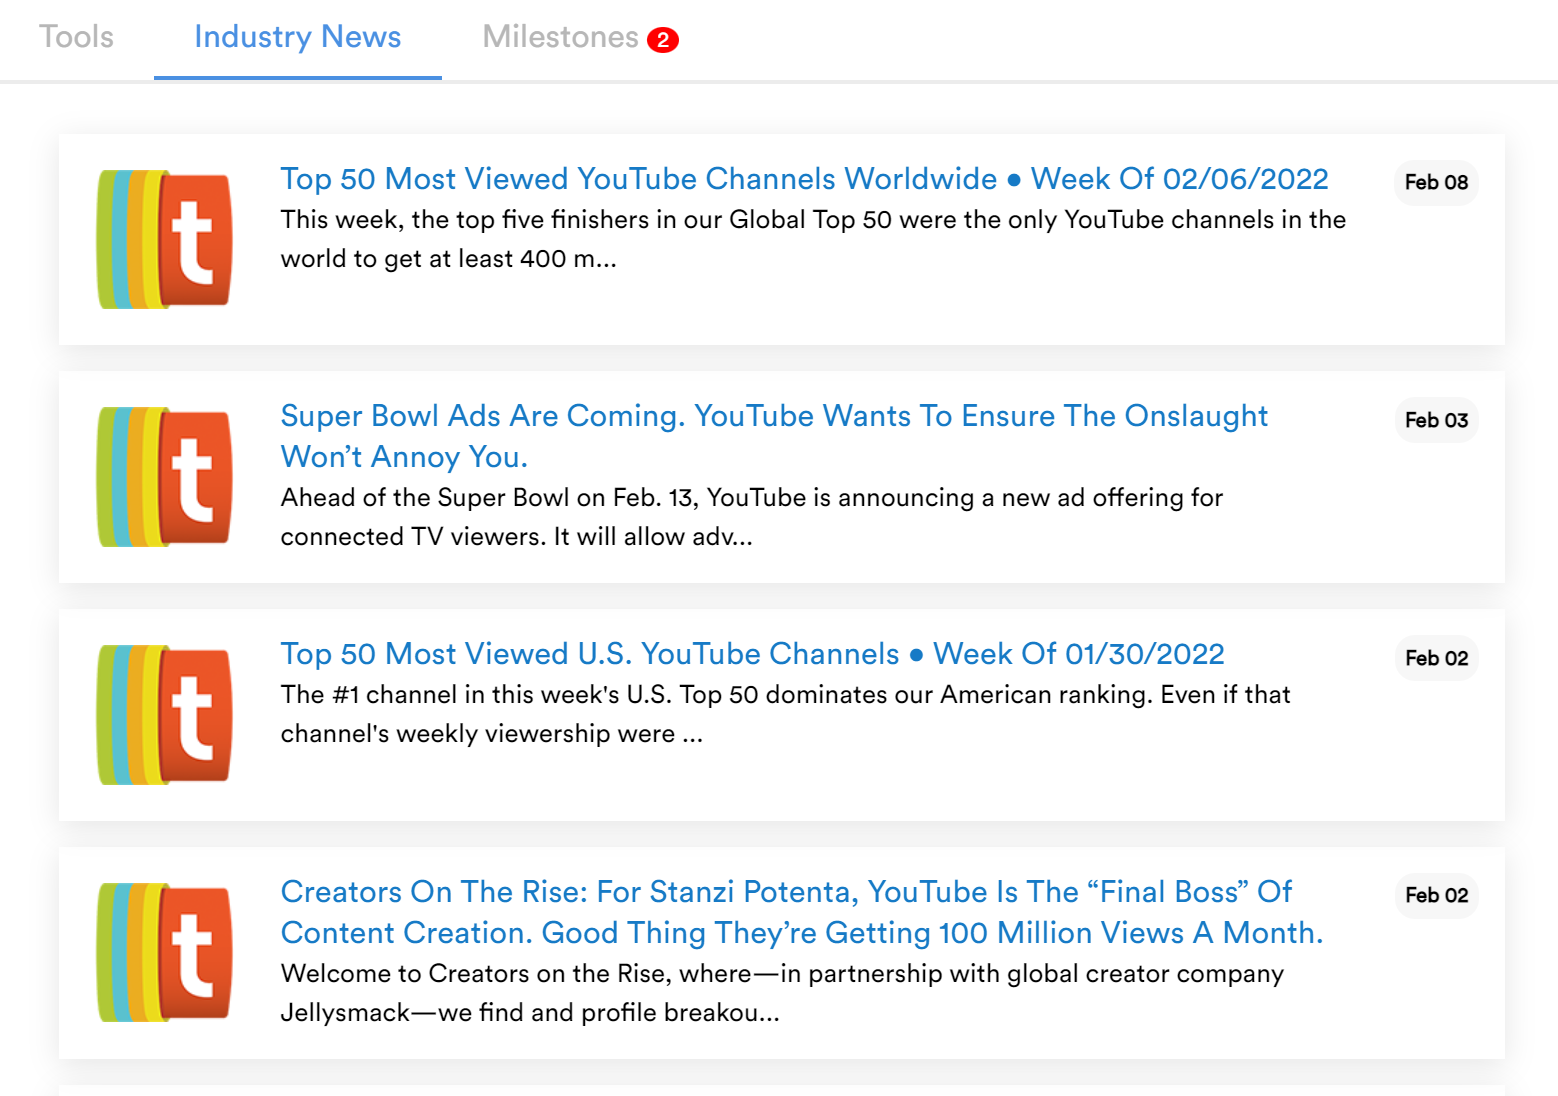 Tools Industry News Milestones 2
Top 50 Most Viewed YouTube Channels Worldwide • Week Of 02/06/2022 Feb 08
This week, the top five finishers in our Global Top 50 were the only YouTube channels in the
world to get at least 400 m...
t
Super Bowl Ads Are Coming. YouTube Wants To Ensure The Onslaught Feb 03
Won’t Annoy You.
Ahead of the Super Bowl on Feb. 13, YouTube is announcing a new ad offering for
connected TV viewers. It will allow adv...
t
Top 50 Most Viewed U.S. YouTube Channels • Week Of 01/30/2022 Feb 02
The #1 channel in this week's U.S. Top 50 dominates our American ranking. Even if that
channel's weekly viewership were ...
t
Creators On The Rise: For Stanzi Potenta, YouTube Is The “Final Boss” Of Feb 02
Content Creation. Good Thing They’re Getting 100 Million Views A Month.
Welcome to Creators on the Rise, where—in partnership with global creator company
Jellysmack—we find and profile breakou...
t